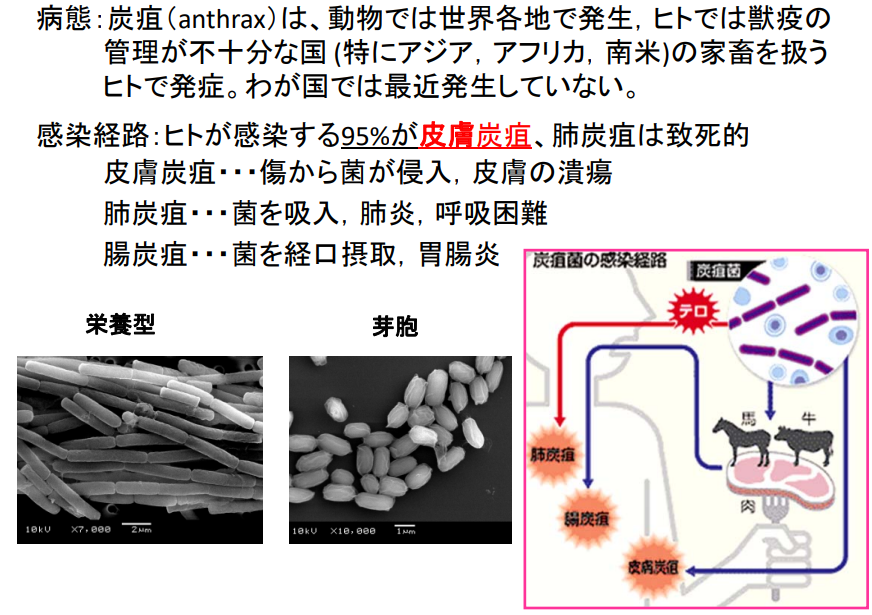 病態：炭疽（anthrax）は、動物では世界各地で発生，ヒトでは獣疫の
管理が不十分な国 (特にアジア，アフリカ，南米)の家畜を扱う
ヒトで発症。わが国では最近発生していない。
感染経路：ヒトが感染する95%が皮膚炭疽、肺炭疽は致死的
皮膚炭疽・・・傷から菌が侵入，皮膚の潰瘍
肺炭疽・・・菌を吸入，肺炎，呼吸困難
腸炭疽・・・菌を経口摂取，胃腸炎
栄養型
芽胞
10kV X7,000 2μm
10kV X10,000 1μm
炭疽菌の感染経路
炭疽菌
テロ
馬
牛
肺炭疽
肉
腸炭疽
皮膚炭疽